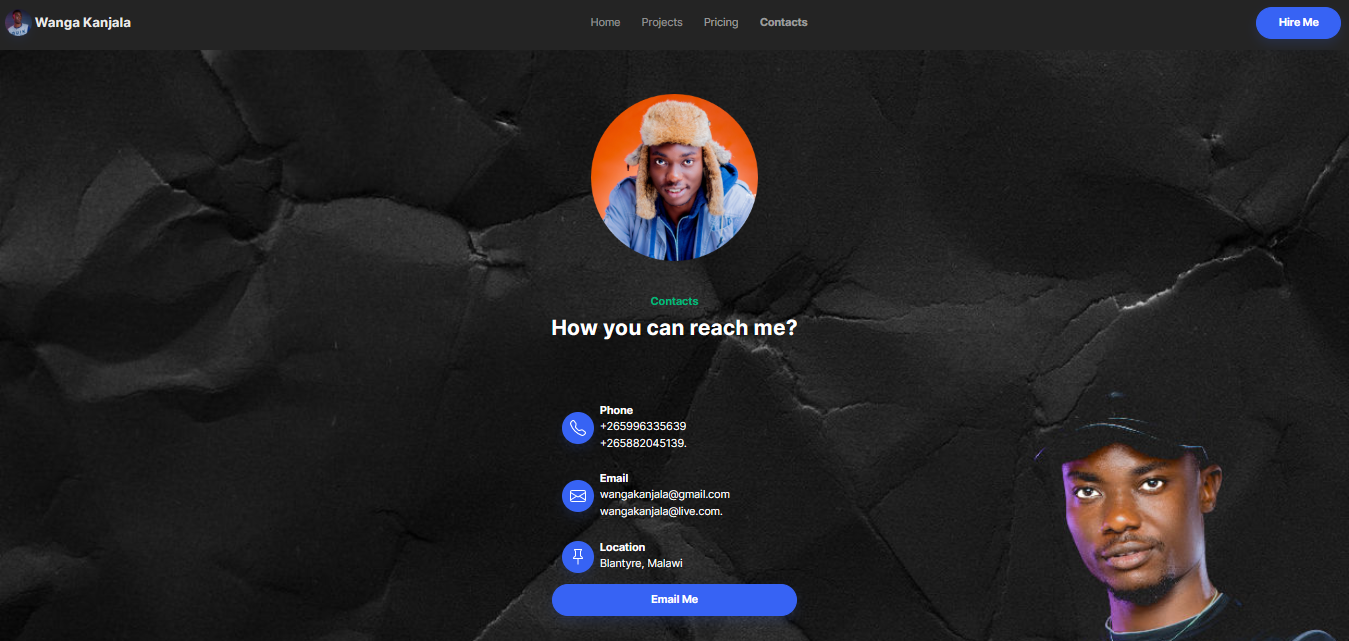 Wanga Kanjala
Home
Projects
Pricing
Contacts
Hire Me
Contacts
How you can reach me?
Phone
+265996335639
+265882045139.
Email
wangakanjala@gmail.com
wangakanjala@live.com.
Location
Blantyre, Malawi
Email Me